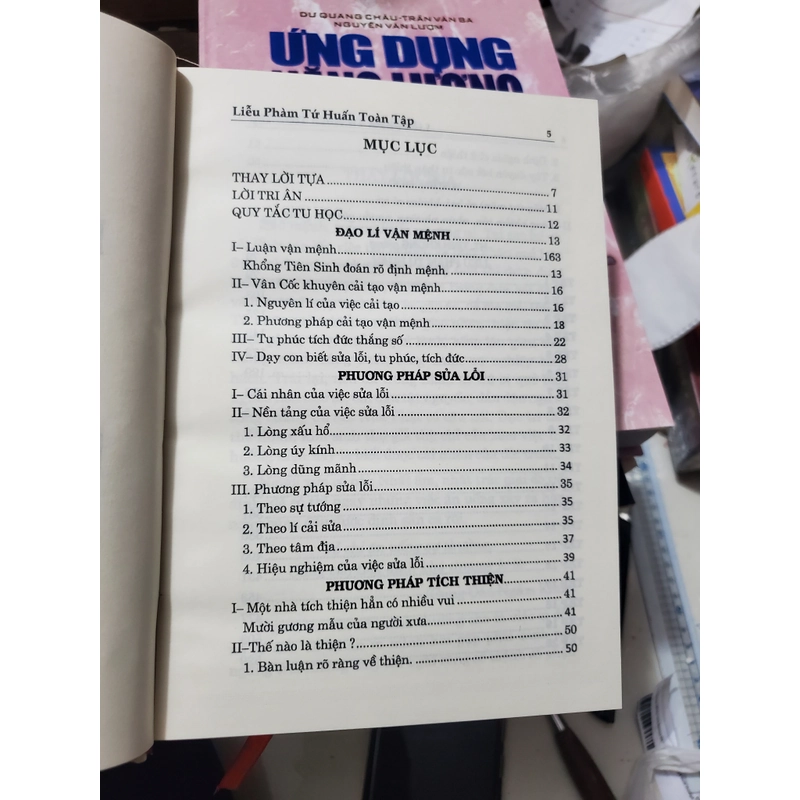 DƯ QUANG CHÂU-TRẦN VĂN BA
NGUYỄN VĂN LƯỢM
ỨNG DỤNG
NĂNG LƯỢNG
Liễu Phàm Tứ Huấn Toàn Tập 5
MỤC LỤC
THAY LỜI TỰA 7
LỜI TRI ÂN 11
QUY TẮC TU HỌC 12
ĐẠO LÍ VẬN MỆNH 13
I– Luận vận mệnh 163
Khổng Tiên Sinh đoán rõ định mệnh. 13
II– Vân Cốc khuyên cải tạo vận mệnh 16
1. Nguyên lí của việc cải tạo 16
2. Phương pháp cải tạo vận mệnh 18
III– Tu phúc tích đức thắng số 22
IV– Dạy con biết sửa lỗi, tu phúc, tích đức 28
PHƯƠNG PHÁP SỬA LỖI 31
I– Cái nhân của việc sửa lỗi 31
II– Nền tảng của việc sửa lỗi 32
1. Lòng xấu hổ 32
2. Lòng úy kính 33
3. Lòng dũng mãnh 34
III. Phương pháp sửa lỗi 35
1. Theo sự tướng 35
2. Theo lí cải sửa 35
3. Theo tâm địa 37
4. Hiệu nghiệm của việc sửa lỗi 39
PHƯƠNG PHÁP TÍCH THIỆN 41
I– Một nhà tích thiện hẳn có nhiều vui 41
Mười gương mẫu của người xưa 41
II–Thế nào là thiện ? 50
1. Bàn luận rõ ràng về thiện. 50